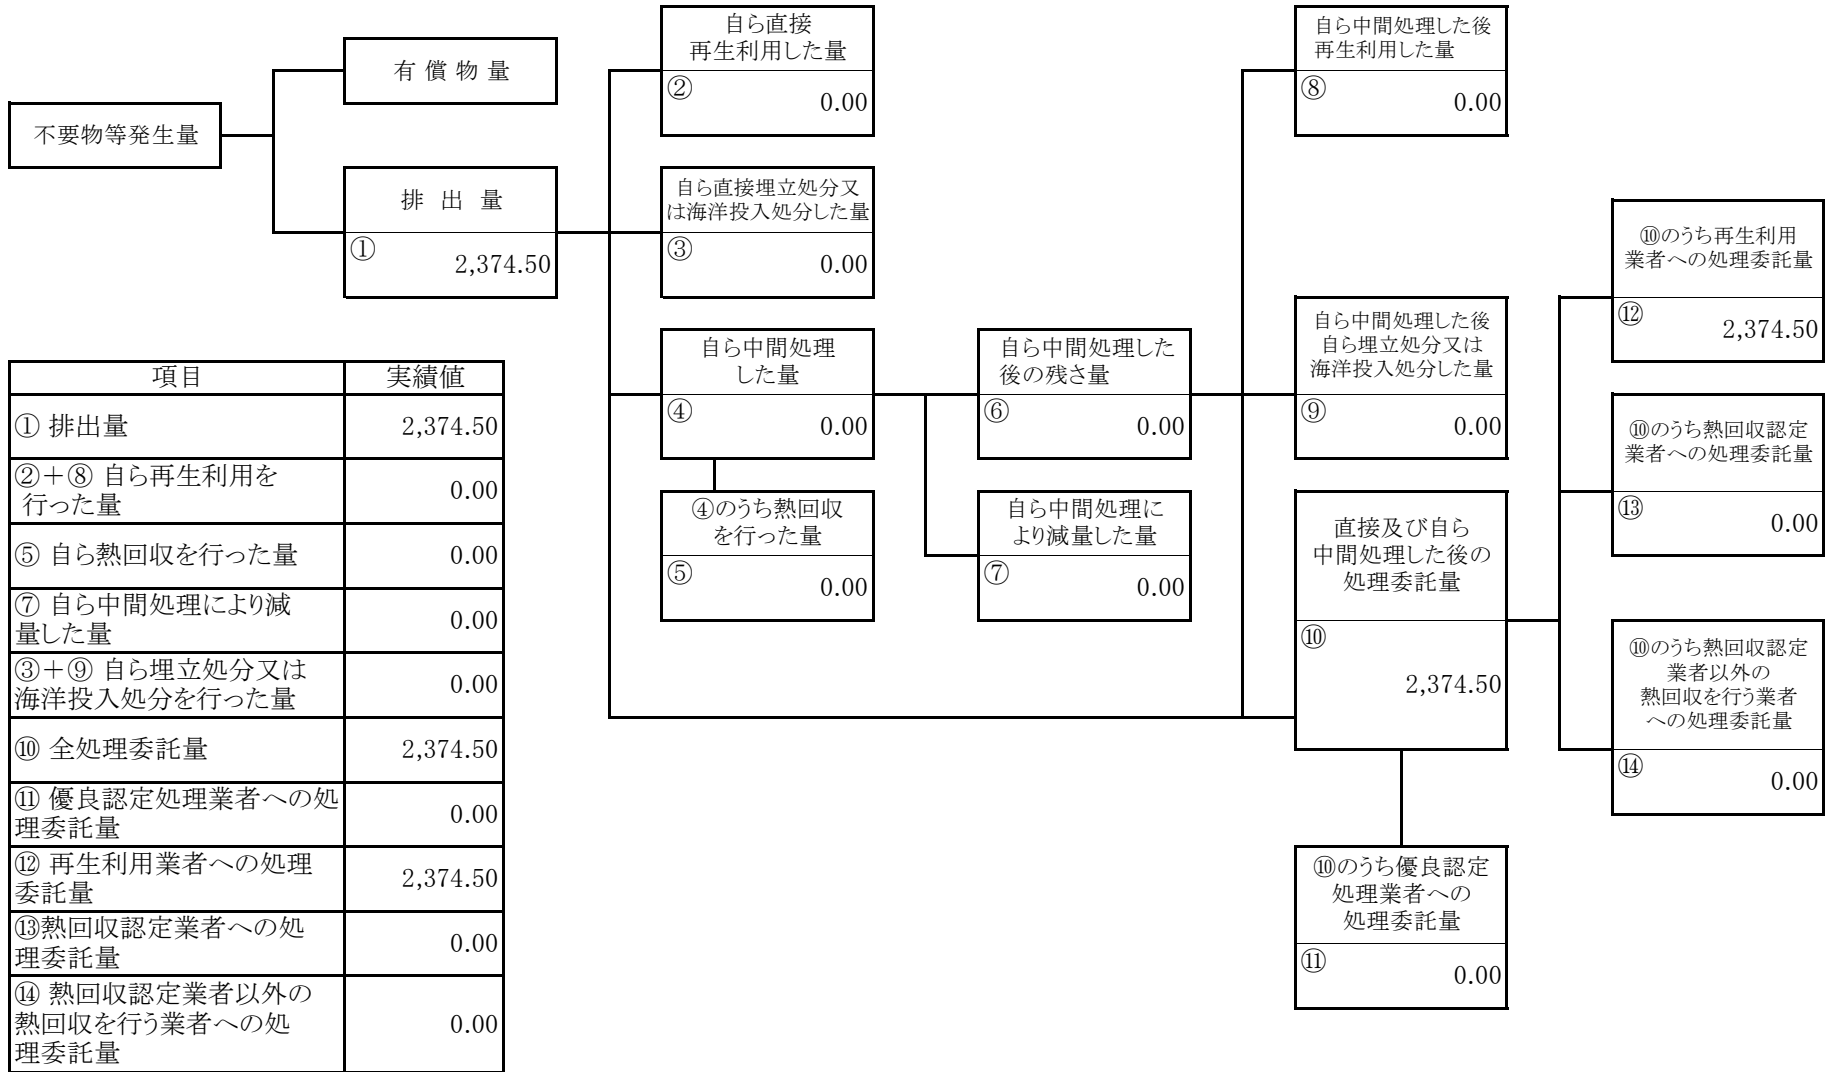 不要物等発生量
有 償 物 量
排 出 量
①
2,374.50
自ら直接
再生利用した量
②
0.00
自ら直接埋立処分又
は海洋投入処分した量
③
0.00
自ら中間処理
した量
④
0.00
④のうち熱回収
を行った量
⑤
0.00
自ら中間処理した
後の残さ量
⑥
0.00
自ら中間処理に
より減量した量
⑦
0.00
自ら中間処理した後
再生利用した量
⑧
0.00
自ら中間処理した後
自ら埋立処分又は
海洋投入処分した量
⑨
0.00
直接及び自ら
中間処理した後の
処理委託量
⑩
2,374.50
⑩のうち優良認定
処理業者への
処理委託量
⑪
0.00
⑩のうち再生利用
業者への処理委託量
⑫
2,374.50
⑩のうち熱回収認定
業者への処理委託量
⑬
0.00
⑩のうち熱回収認定
業者以外の
熱回収を行う業者
への処理委託量
⑭
0.00
項目 実績値
① 排出量 2,374.50
②＋⑧ 自ら再生利用を
行った量 0.00
⑤ 自ら熱回収を行った量 0.00
⑦ 自ら中間処理により減
量した量 0.00
③＋⑨ 自ら埋立処分又は
海洋投入処分を行った量 0.00
⑩ 全処理委託量 2,374.50
⑪ 優良認定処理業者への処
理委託量 0.00
⑫ 再生利用業者への処理
委託量 2,374.50
⑬熱回収認定業者への処
理委託量 0.00
⑭ 熱回収認定業者以外の
熱回収を行う業者への処
理委託量 0.00